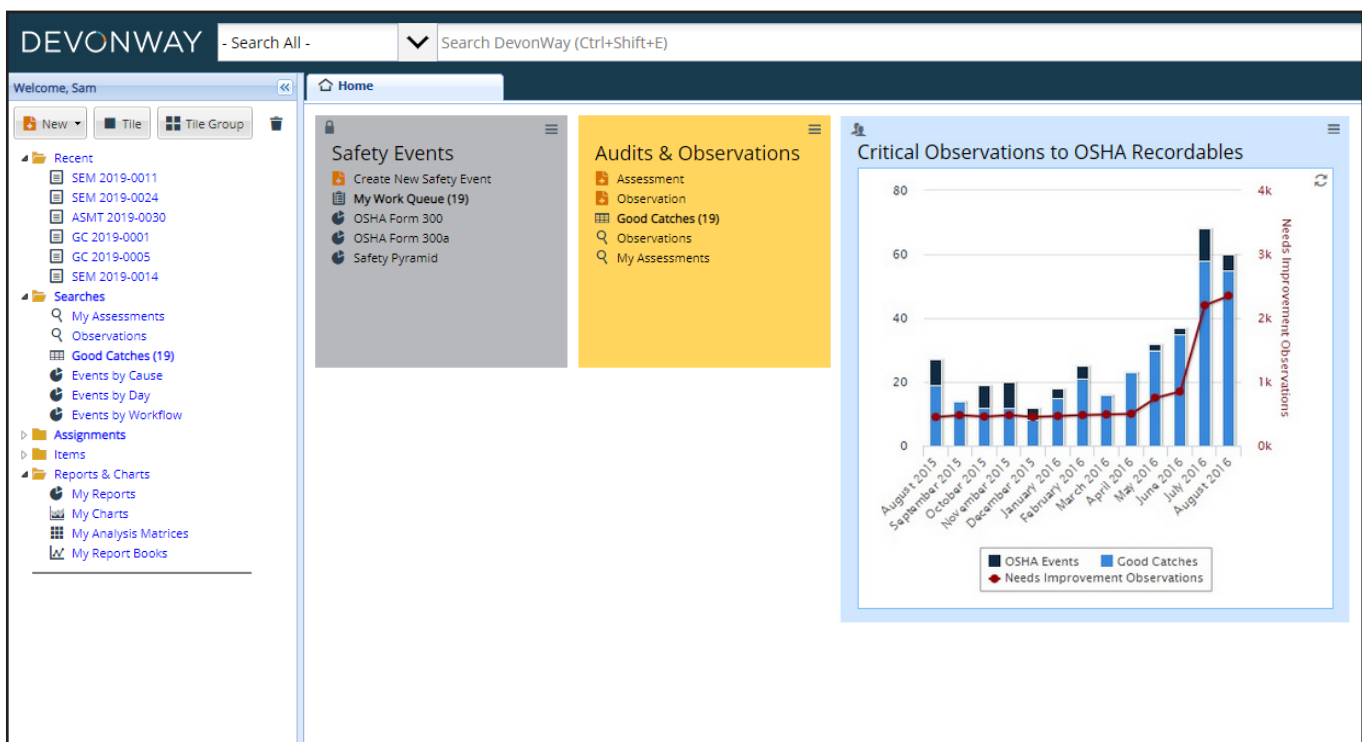 DEVONWAY
- Search All -
Search DevonWay (Ctrl+Shift+E)
Welcome, Sam
Home
New
Tile
Tile Group
Recent
SEM 2019-0011
SEM 2019-0024
ASMT 2019-0030
GC 2019-0001
GC 2019-0005
SEM 2019-0014
Searches
My Assessments
Observations
Good Catches (19)
Events by Cause
Events by Day
Events by Workflow
Assignments
Items
Reports & Charts
My Reports
My Charts
My Analysis Matrices
My Report Books
Safety Events
Create New Safety Event
My Work Queue (19)
OSHA Form 300
OSHA Form 300a
Safety Pyramid
Audits & Observations
Assessment
Observation
Good Catches (19)
Observations
My Assessments
Critical Observations to OSHA Recordables
80
60
40
20
0
4k
3k
2k
1k
0k
Needs Improvement Observations
August 2015
September 2015
October 2015
November 2015
December 2015
January 2016
February 2016
March 2016
April 2016
May 2016
June 2016
July 2016
August 2016
OSHA Events
Good Catches
Needs Improvement Observations